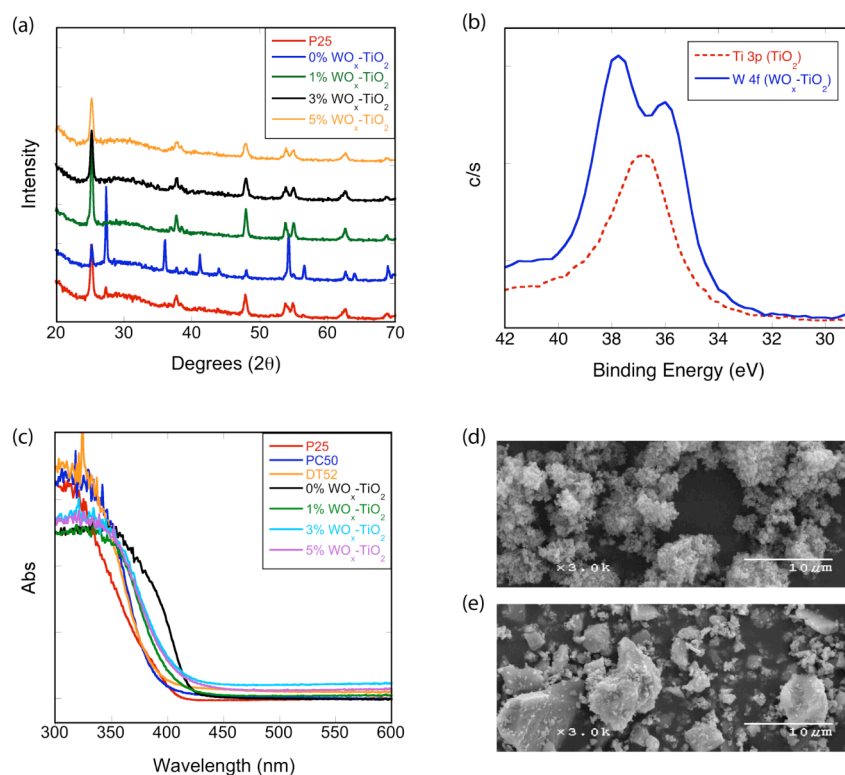 (a)
P25
0% WOₓ-TiO₂
1% WOₓ-TiO₂
3% WOₓ-TiO₂
5% WOₓ-TiO₂
Intensity
20 30 40 50 60 70
Degrees (2θ)
(b)
Ti 3p (TiO₂)
W 4f (WOₓ-TiO₂)
c/s
42 40 38 36 34 32 30
Binding Energy (eV)
(c)
P25
PC50
DT52
0% WOₓ-TiO₂
1% WOₓ-TiO₂
3% WOₓ-TiO₂
5% WOₓ-TiO₂
Abs
300 350 400 450 500 550 600
Wavelength (nm)
(d)
×3.0k 10µm
(e)
×3.0k 10µm